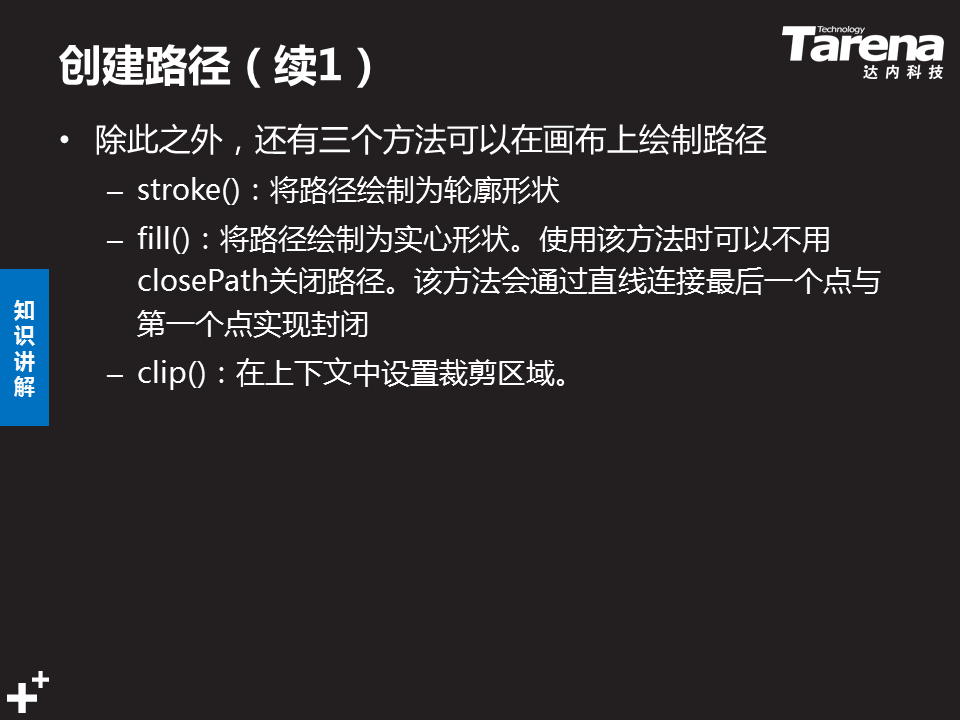 创建路径（续1）
Technology
Tarena
达内科技
• 除此之外，还有三个方法可以在画布上绘制路径
– stroke()：将路径绘制为轮廓形状
– fill()：将路径绘制为实心形状。使用该方法时可以不用
closePath关闭路径。该方法会通过直线连接最后一个点与
第一个点实现封闭
– clip()：在上下文中设置裁剪区域。
知
识
讲
解